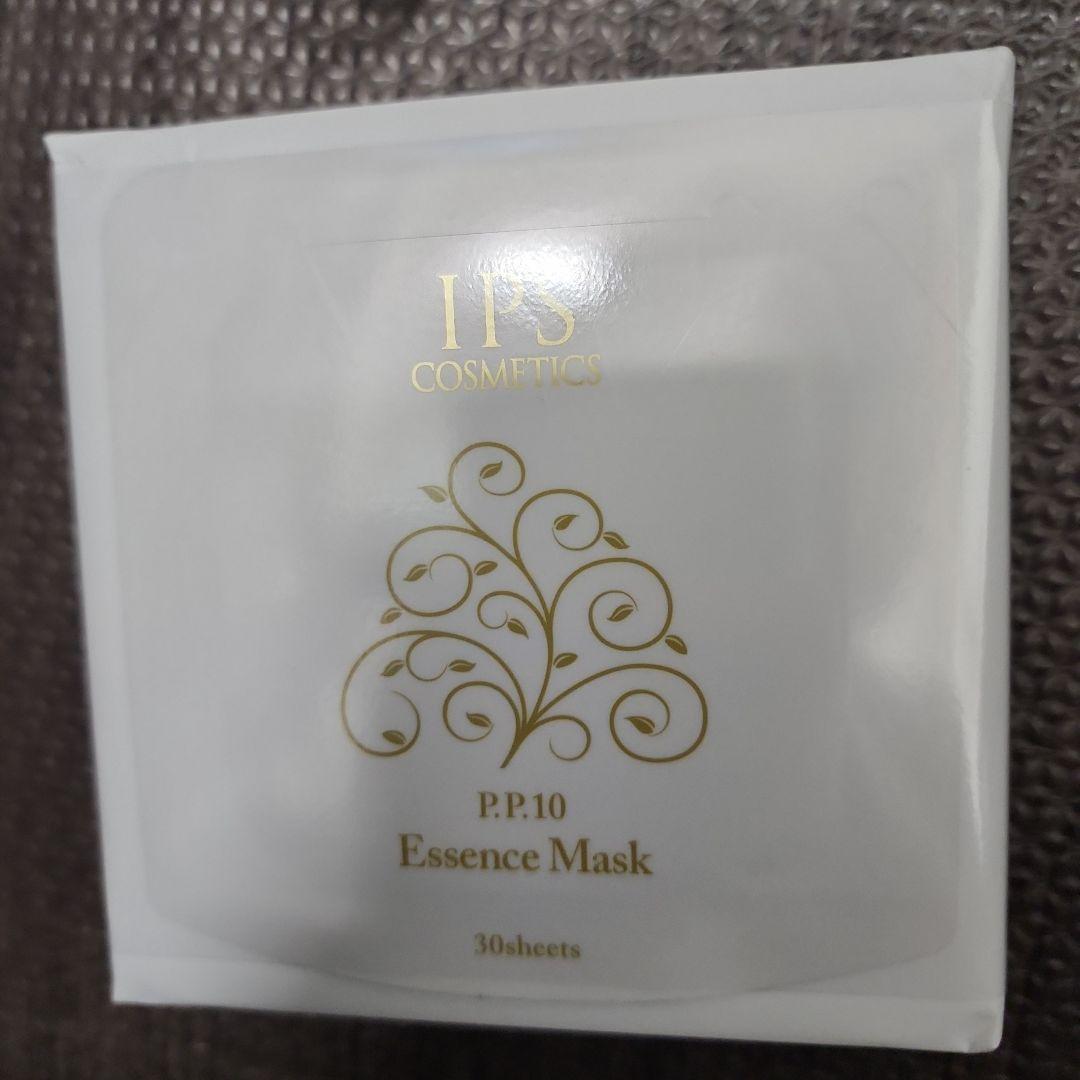 IPS
COSMETICS
P.P.10
Essence Mask
30sheets